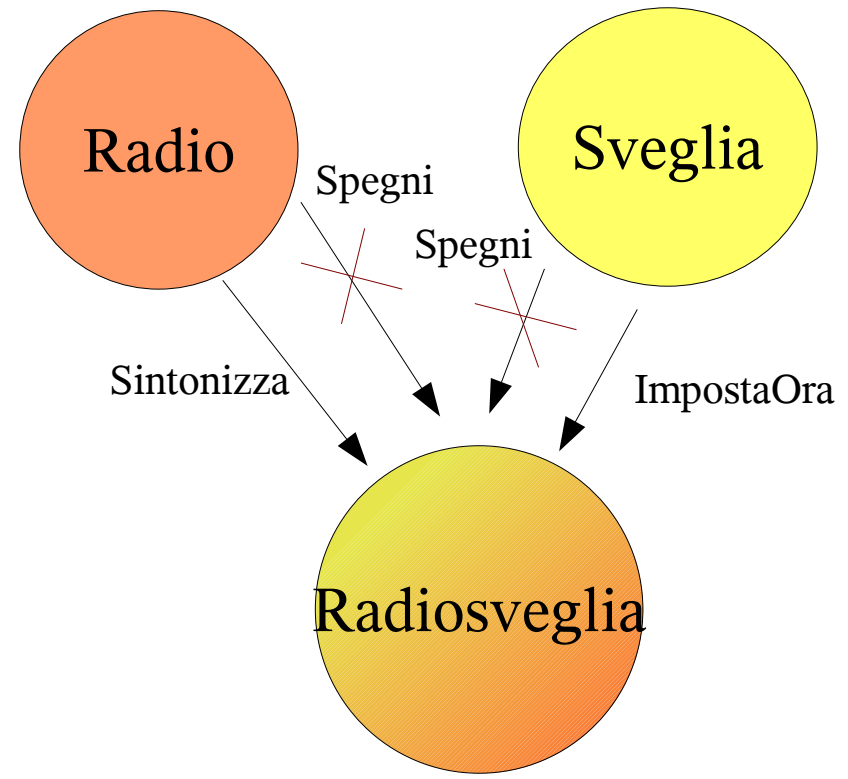 Radio
Sveglia
Spegni
Spegni
Sintonizza
ImpostaOra
Radiosveglia